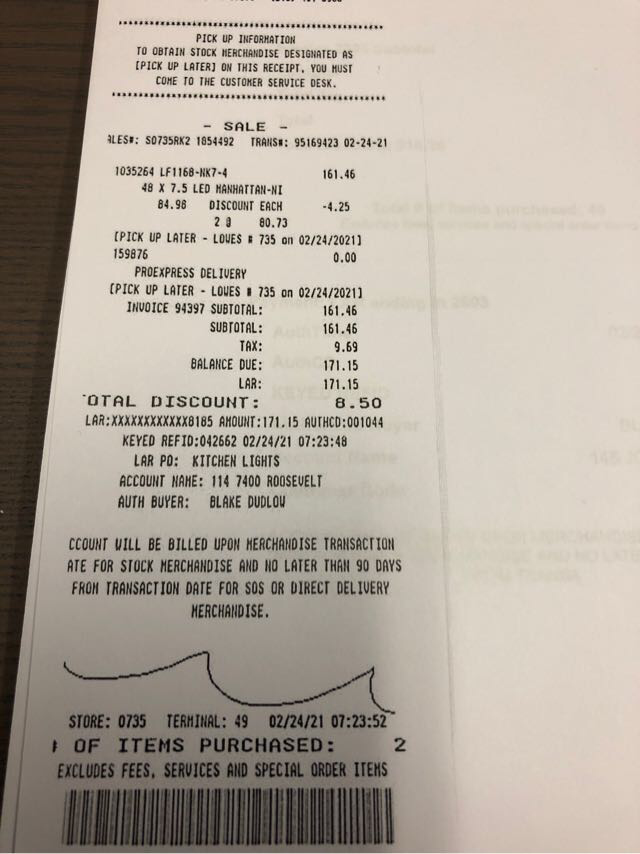 ****************************************
PICK UP INFORMATION
TO OBTAIN STOCK MERCHANDISE DESIGNATED AS
[PICK UP LATER] ON THIS RECEIPT, YOU MUST
COME TO THE CUSTOMER SERVICE DESK.
****************************************
- SALE -
ALES#: S0735RK2 1854492 TRANS#: 95169423 02-24-21
1035264 LF1168-NK7-4 161.46
48 X 7.5 LED MANHATTAN-NI
84.98 DISCOUNT EACH -4.25
2 @ 80.73
[PICK UP LATER - LOWES # 735 on 02/24/2021]
159876 0.00
PROEXPRESS DELIVERY
[PICK UP LATER - LOWES # 735 on 02/24/2021]
INVOICE 94397 SUBTOTAL: 161.46
SUBTOTAL: 161.46
TAX: 9.69
BALANCE DUE: 171.15
LAR: 171.15
OTAL DISCOUNT: 8.50
LAR:XXXXXXXXXXXX8185 AMOUNT:171.15 AUTHCD:001044
KEYED REFID:042662 02/24/21 07:23:48
LAR PO: KITCHEN LIGHTS
ACCOUNT NAME: 114 7400 ROOSEVELT
AUTH BUYER: BLAKE DUDLOW
CCOUNT WILL BE BILLED UPON MERCHANDISE TRANSACTION
ATE FOR STOCK MERCHANDISE AND NO LATER THAN 90 DAYS
FROM TRANSACTION DATE FOR SOS OR DIRECT DELIVERY
MERCHANDISE.
STORE: 0735 TERMINAL: 49 02/24/21 07:23:52
# OF ITEMS PURCHASED: 2
EXCLUDES FEES, SERVICES AND SPECIAL ORDER ITEMS